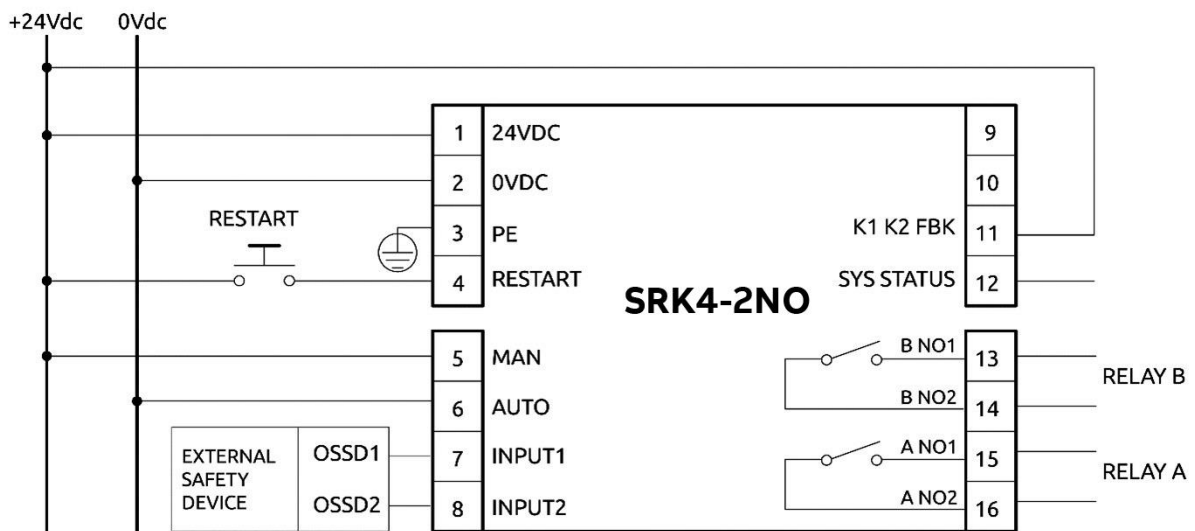 +24Vdc 0Vdc
1 24VDC 9
2 0VDC 10
RESTART
3 PE K1 K2 FBK 11
4 RESTART SYS STATUS 12
SRK4-2NO
5 MAN B NO1 13
RELAY B
6 AUTO B NO2 14
EXTERNAL SAFETY DEVICE
OSSD1 7 INPUT1 A NO1 15
RELAY A
OSSD2 8 INPUT2 A NO2 16